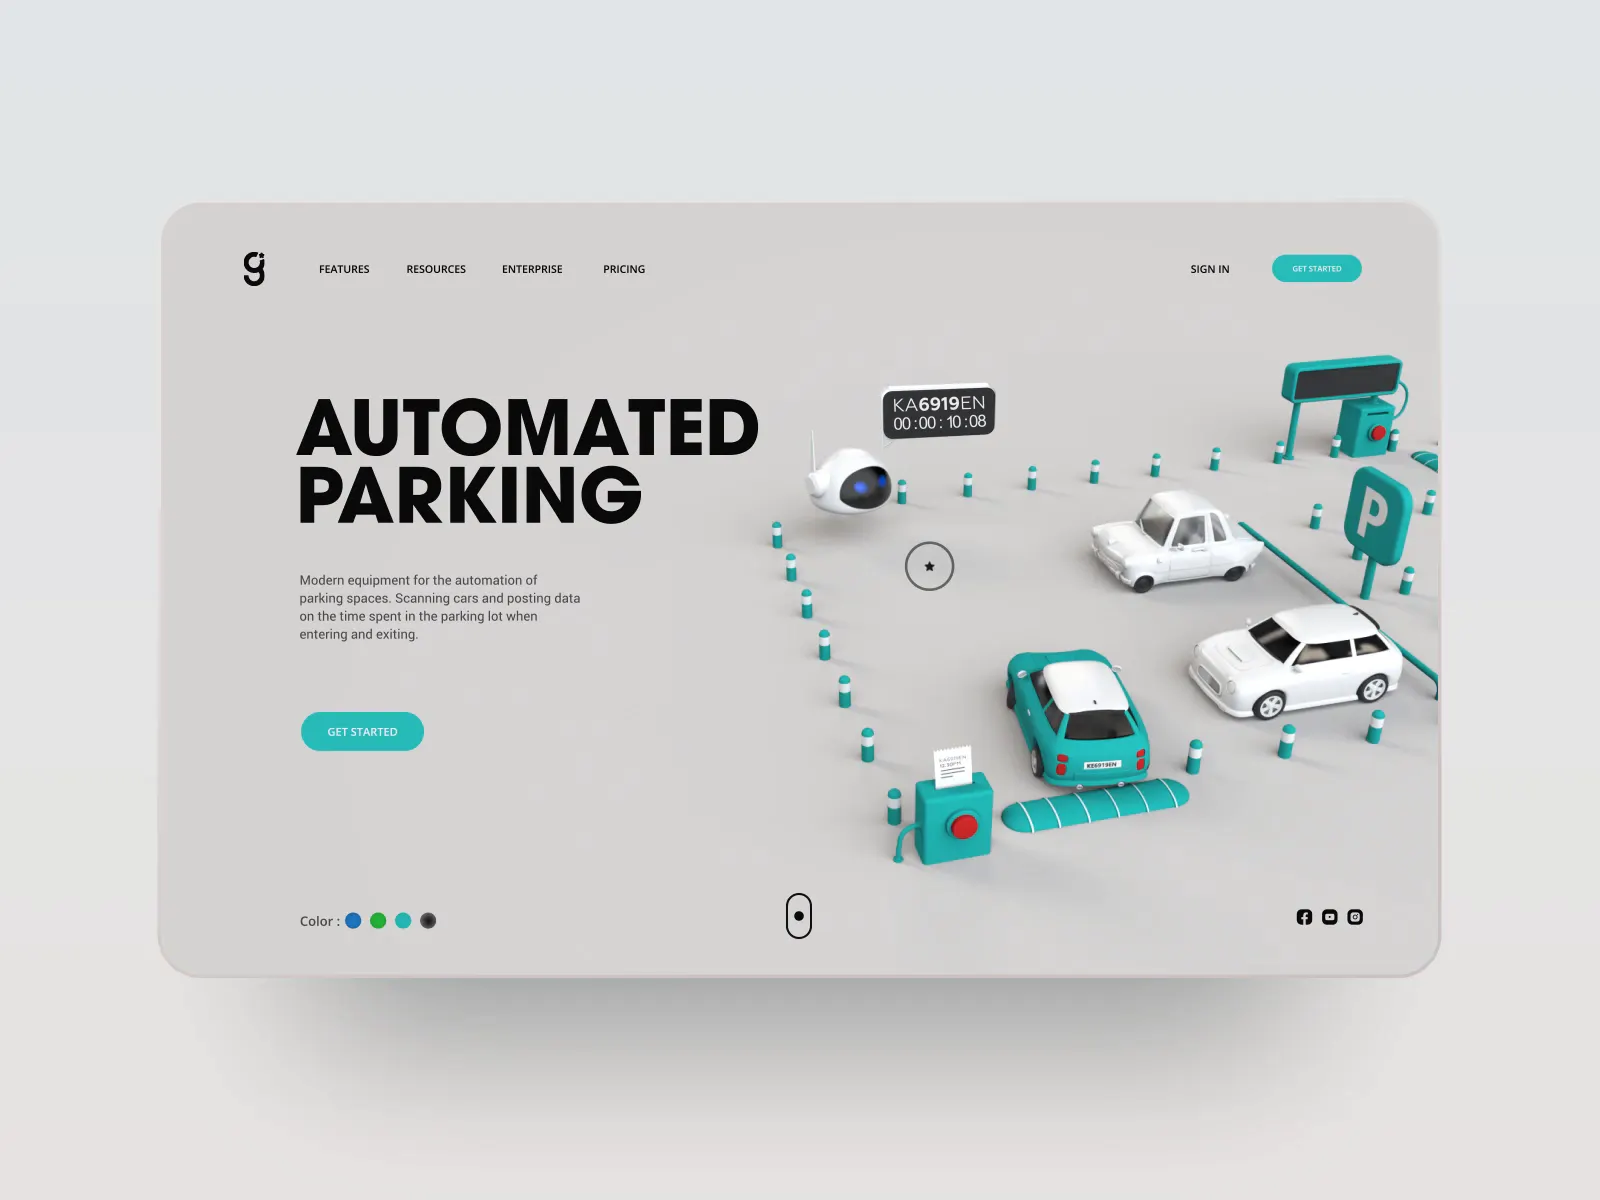 g
FEATURES RESOURCES ENTERPRISE PRICING SIGN IN GET STARTED
AUTOMATED
PARKING
Modern equipment for the automation of
parking spaces. Scanning cars and posting data
on the time spent in the parking lot when
entering and exiting.
GET STARTED
KA6919EN
00:00:10:08
P
KE6919EN
Color :